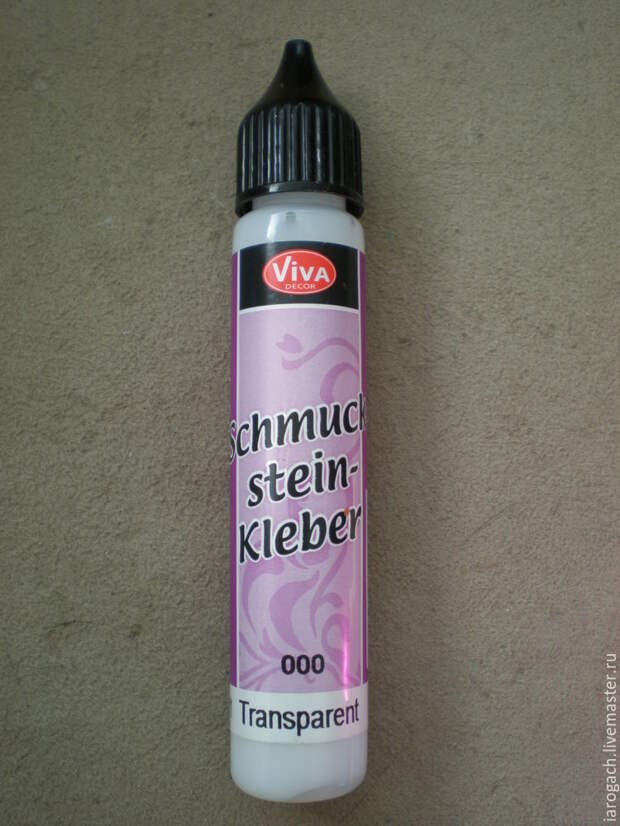 ViVA
DECOR
Schmuck
stein-
Kleber
000
Transparent
iarogach.livemaster.ru